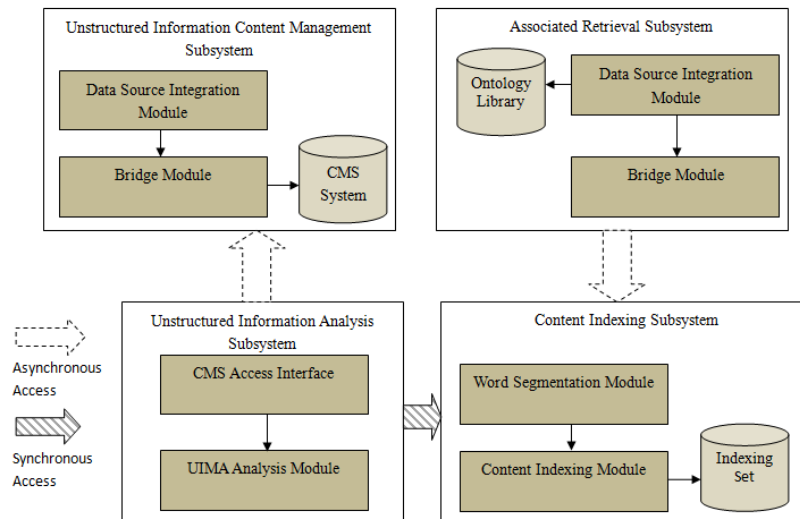 Unstructured Information Content Management
Subsystem
Data Source Integration
Module
Bridge Module
CMS
System
Associated Retrieval Subsystem
Ontology
Library
Data Source Integration
Module
Bridge Module
Asynchronous
Access
Synchronous
Access
Unstructured Information Analysis
Subsystem
CMS Access Interface
UIMA Analysis Module
Content Indexing Subsystem
Word Segmentation Module
Content Indexing Module
Indexing
Set